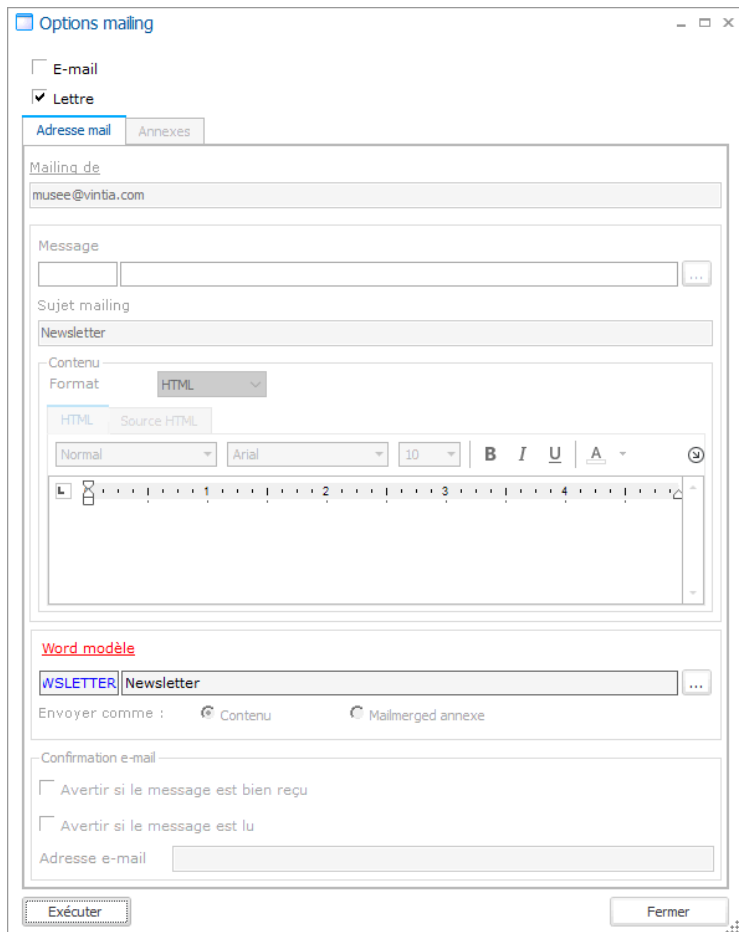 Options mailing
E-mail
Lettre
Adresse mail Annexes
Mailing de
musee@vintia.com
Message
...
Sujet mailing
Newsletter
Contenu
Format HTML
HTML Source HTML
Normal Arial 10 B I U A
L 1 2 3 4
Word modèle
WSLETTER Newsletter ...
Envoyer comme : Contenu Mailmerged annexe
Confirmation e-mail
Avertir si le message est bien reçu
Avertir si le message est lu
Adresse e-mail
Exécuter Fermer